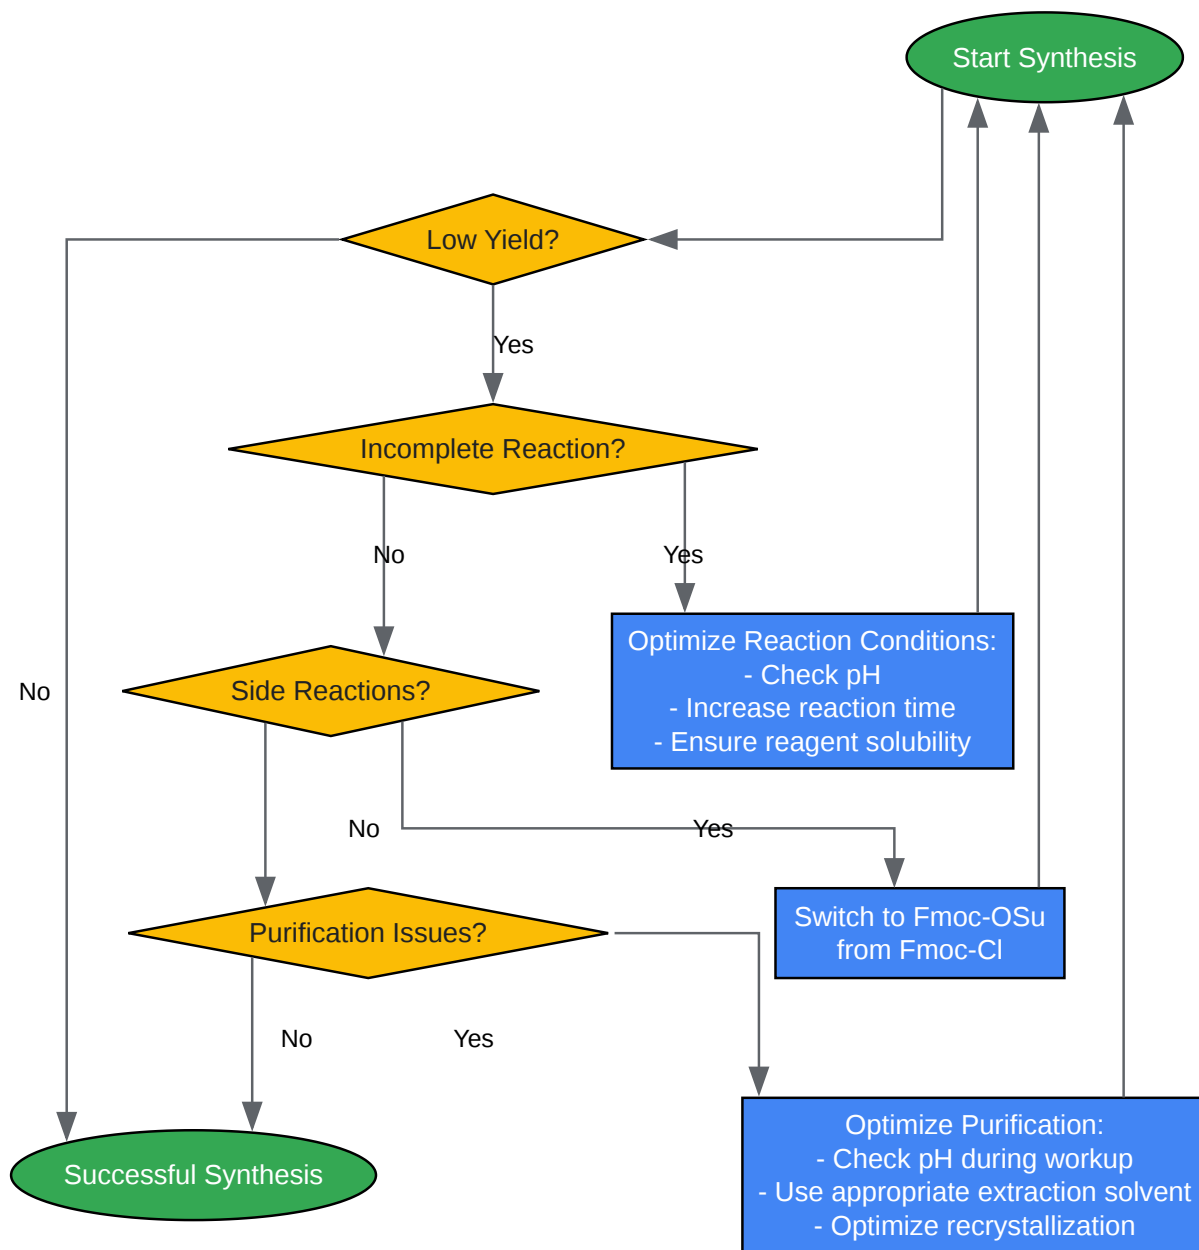 Start Synthesis
Low Yield?
Yes
Incomplete Reaction?
No
Yes
Optimize Reaction Conditions:
- Check pH
- Increase reaction time
- Ensure reagent solubility
Side Reactions?
No
No
Yes
Switch to Fmoc-OSu
from Fmoc-Cl
Purification Issues?
No
Yes
Optimize Purification:
- Check pH during workup
- Use appropriate extraction solvent
- Optimize recrystallization
Successful Synthesis